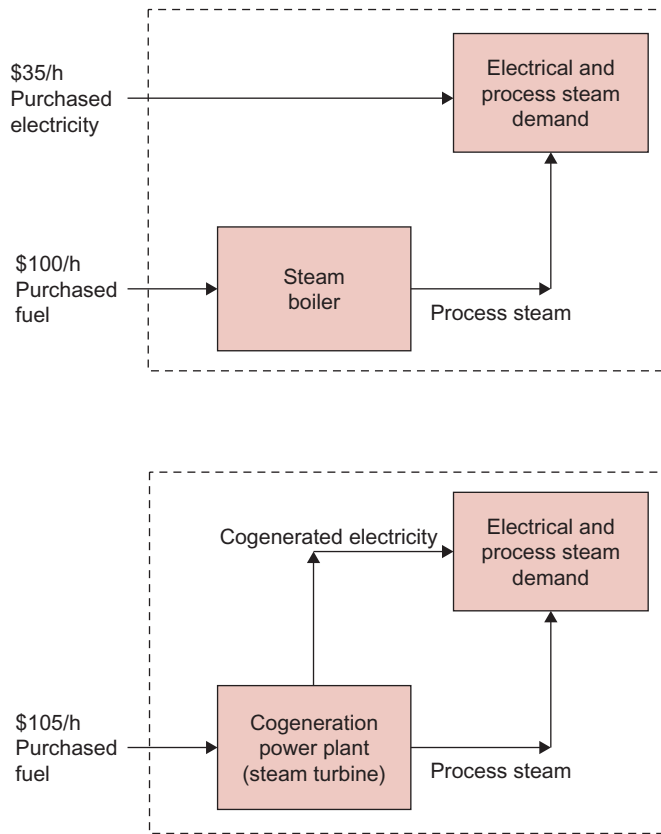 $35/h
Purchased
electricity
Electrical and
process steam
demand
$100/h
Purchased
fuel
Steam
boiler
Process steam
Cogenerated electricity
Electrical and
process steam
demand
$105/h
Purchased
fuel
Cogeneration
power plant
(steam turbine)
Process steam